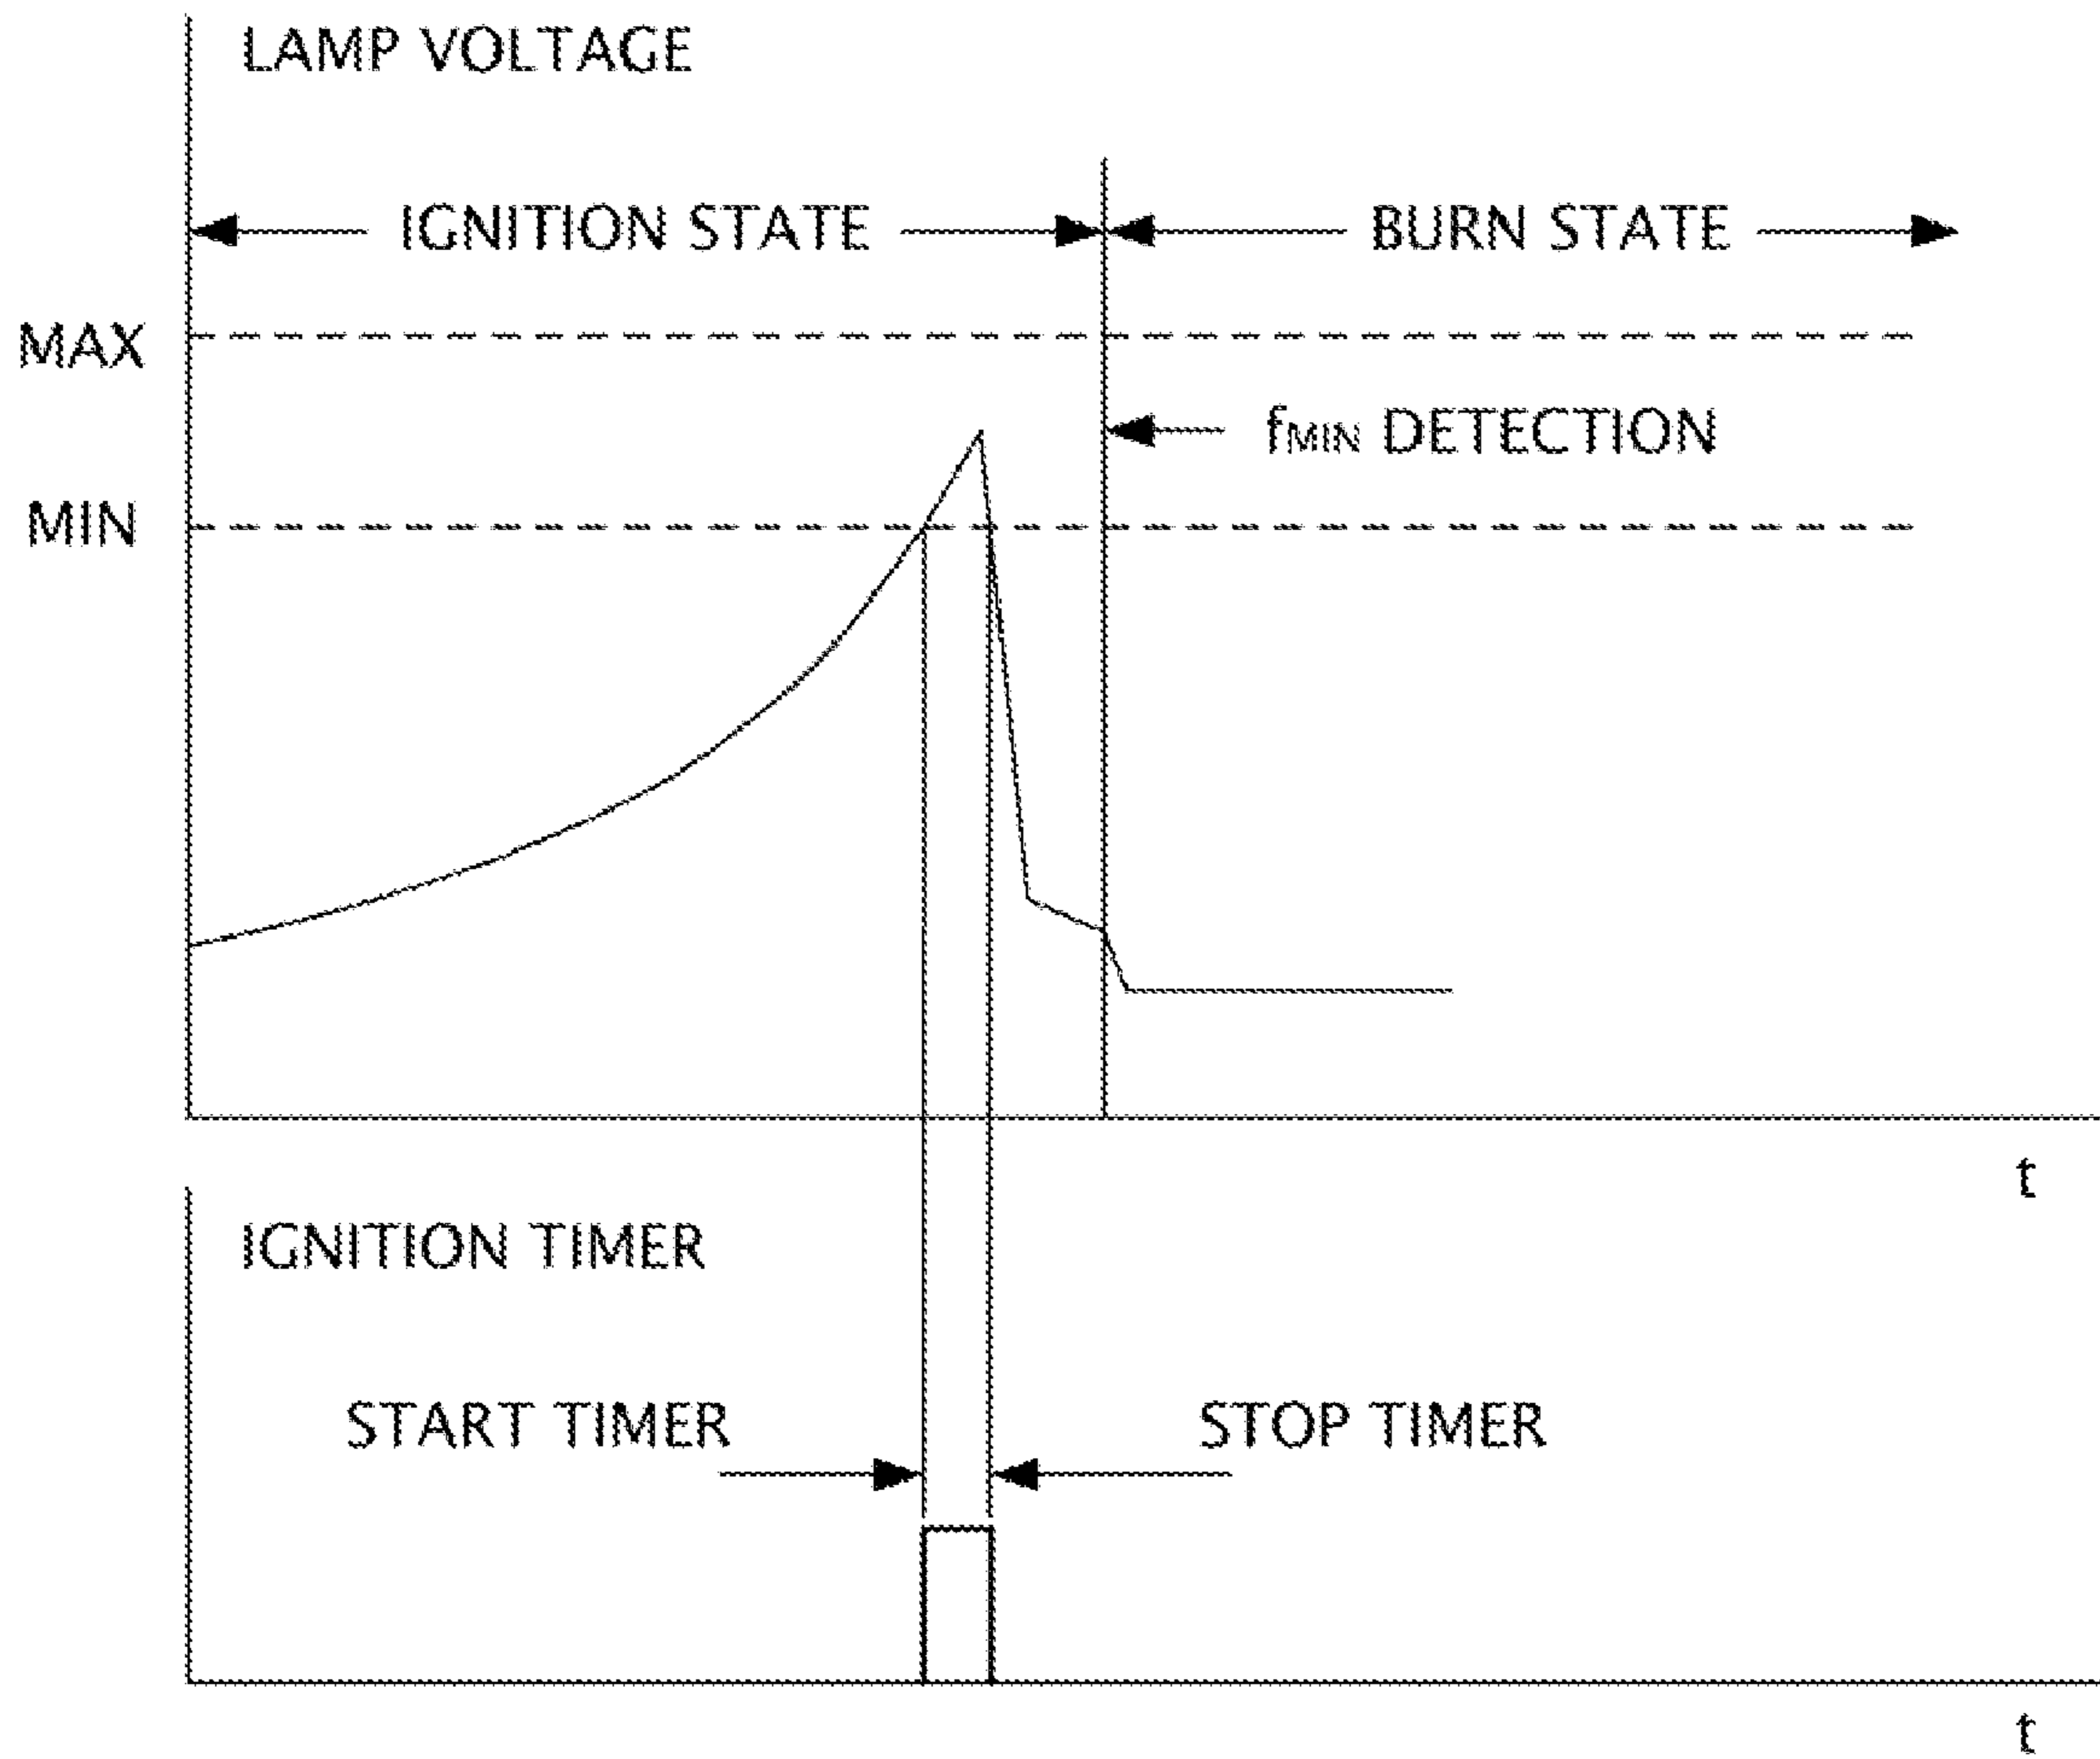 LAMP VOLTAGE
IGNITION STATE
BURN STATE
MAX
fMIN DETECTION
MIN
t
IGNITION TIMER
START TIMER
STOP TIMER
t